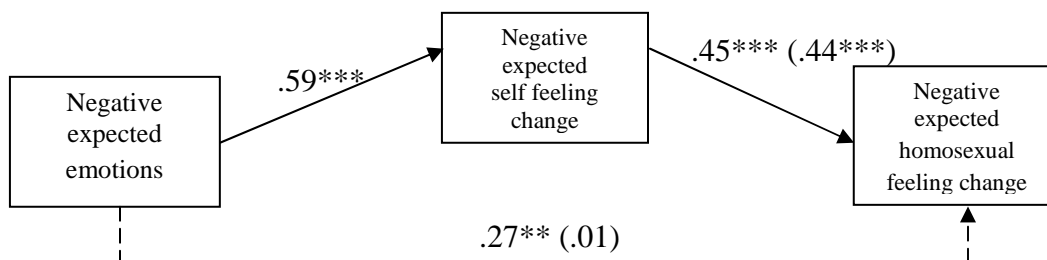 Negative
expected
self feeling
change
.59***
.45*** (.44***)
Negative
expected
emotions
Negative
expected
homosexual
feeling change
.27** (.01)